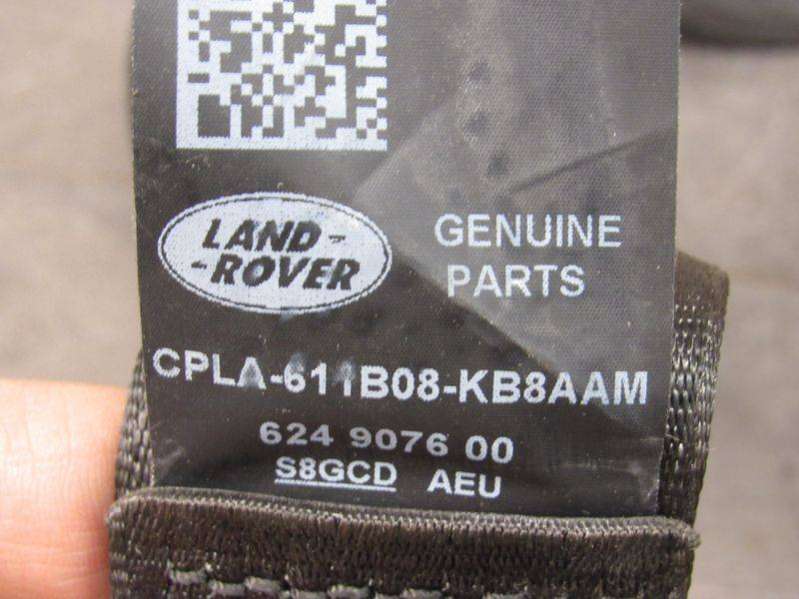 LAND-
-ROVER
GENUINE
PARTS
CPLA-611B08-KB8AAM
624 9076 00
S8GCD AEU